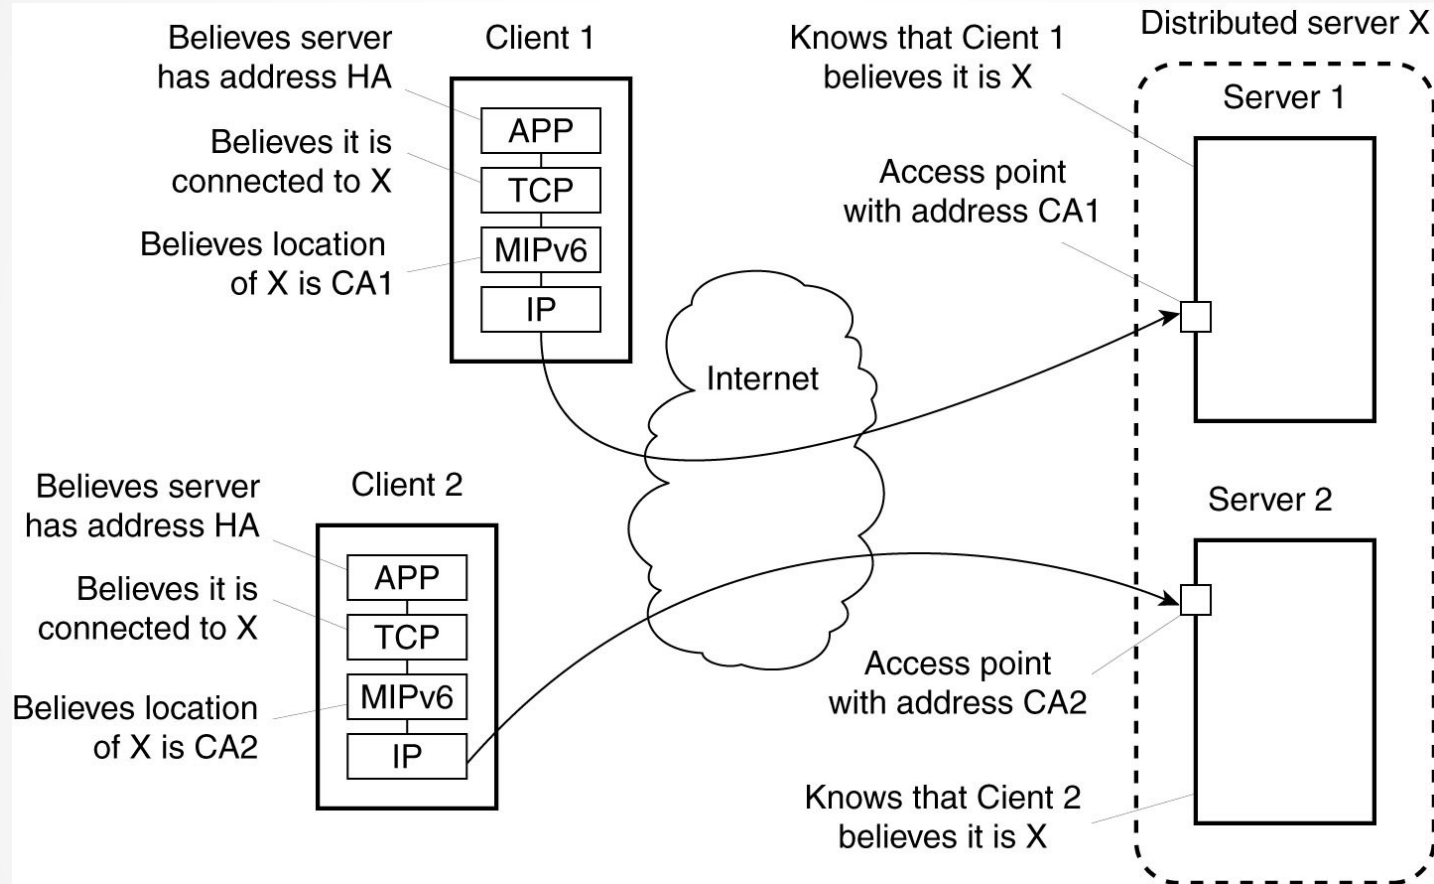 Believes server
has address HA
Client 1
Knows that Cient 1
believes it is X
Distributed server X
Server 1
APP
Believes it is
connected to X
TCP
Access point
with address CA1
Believes location
of X is CA1
MIPv6
IP
Internet
Believes server
has address HA
Client 2
Server 2
APP
Believes it is
connected to X
TCP
Access point
with address CA2
Believes location
of X is CA2
MIPv6
IP
Knows that Cient 2
believes it is X